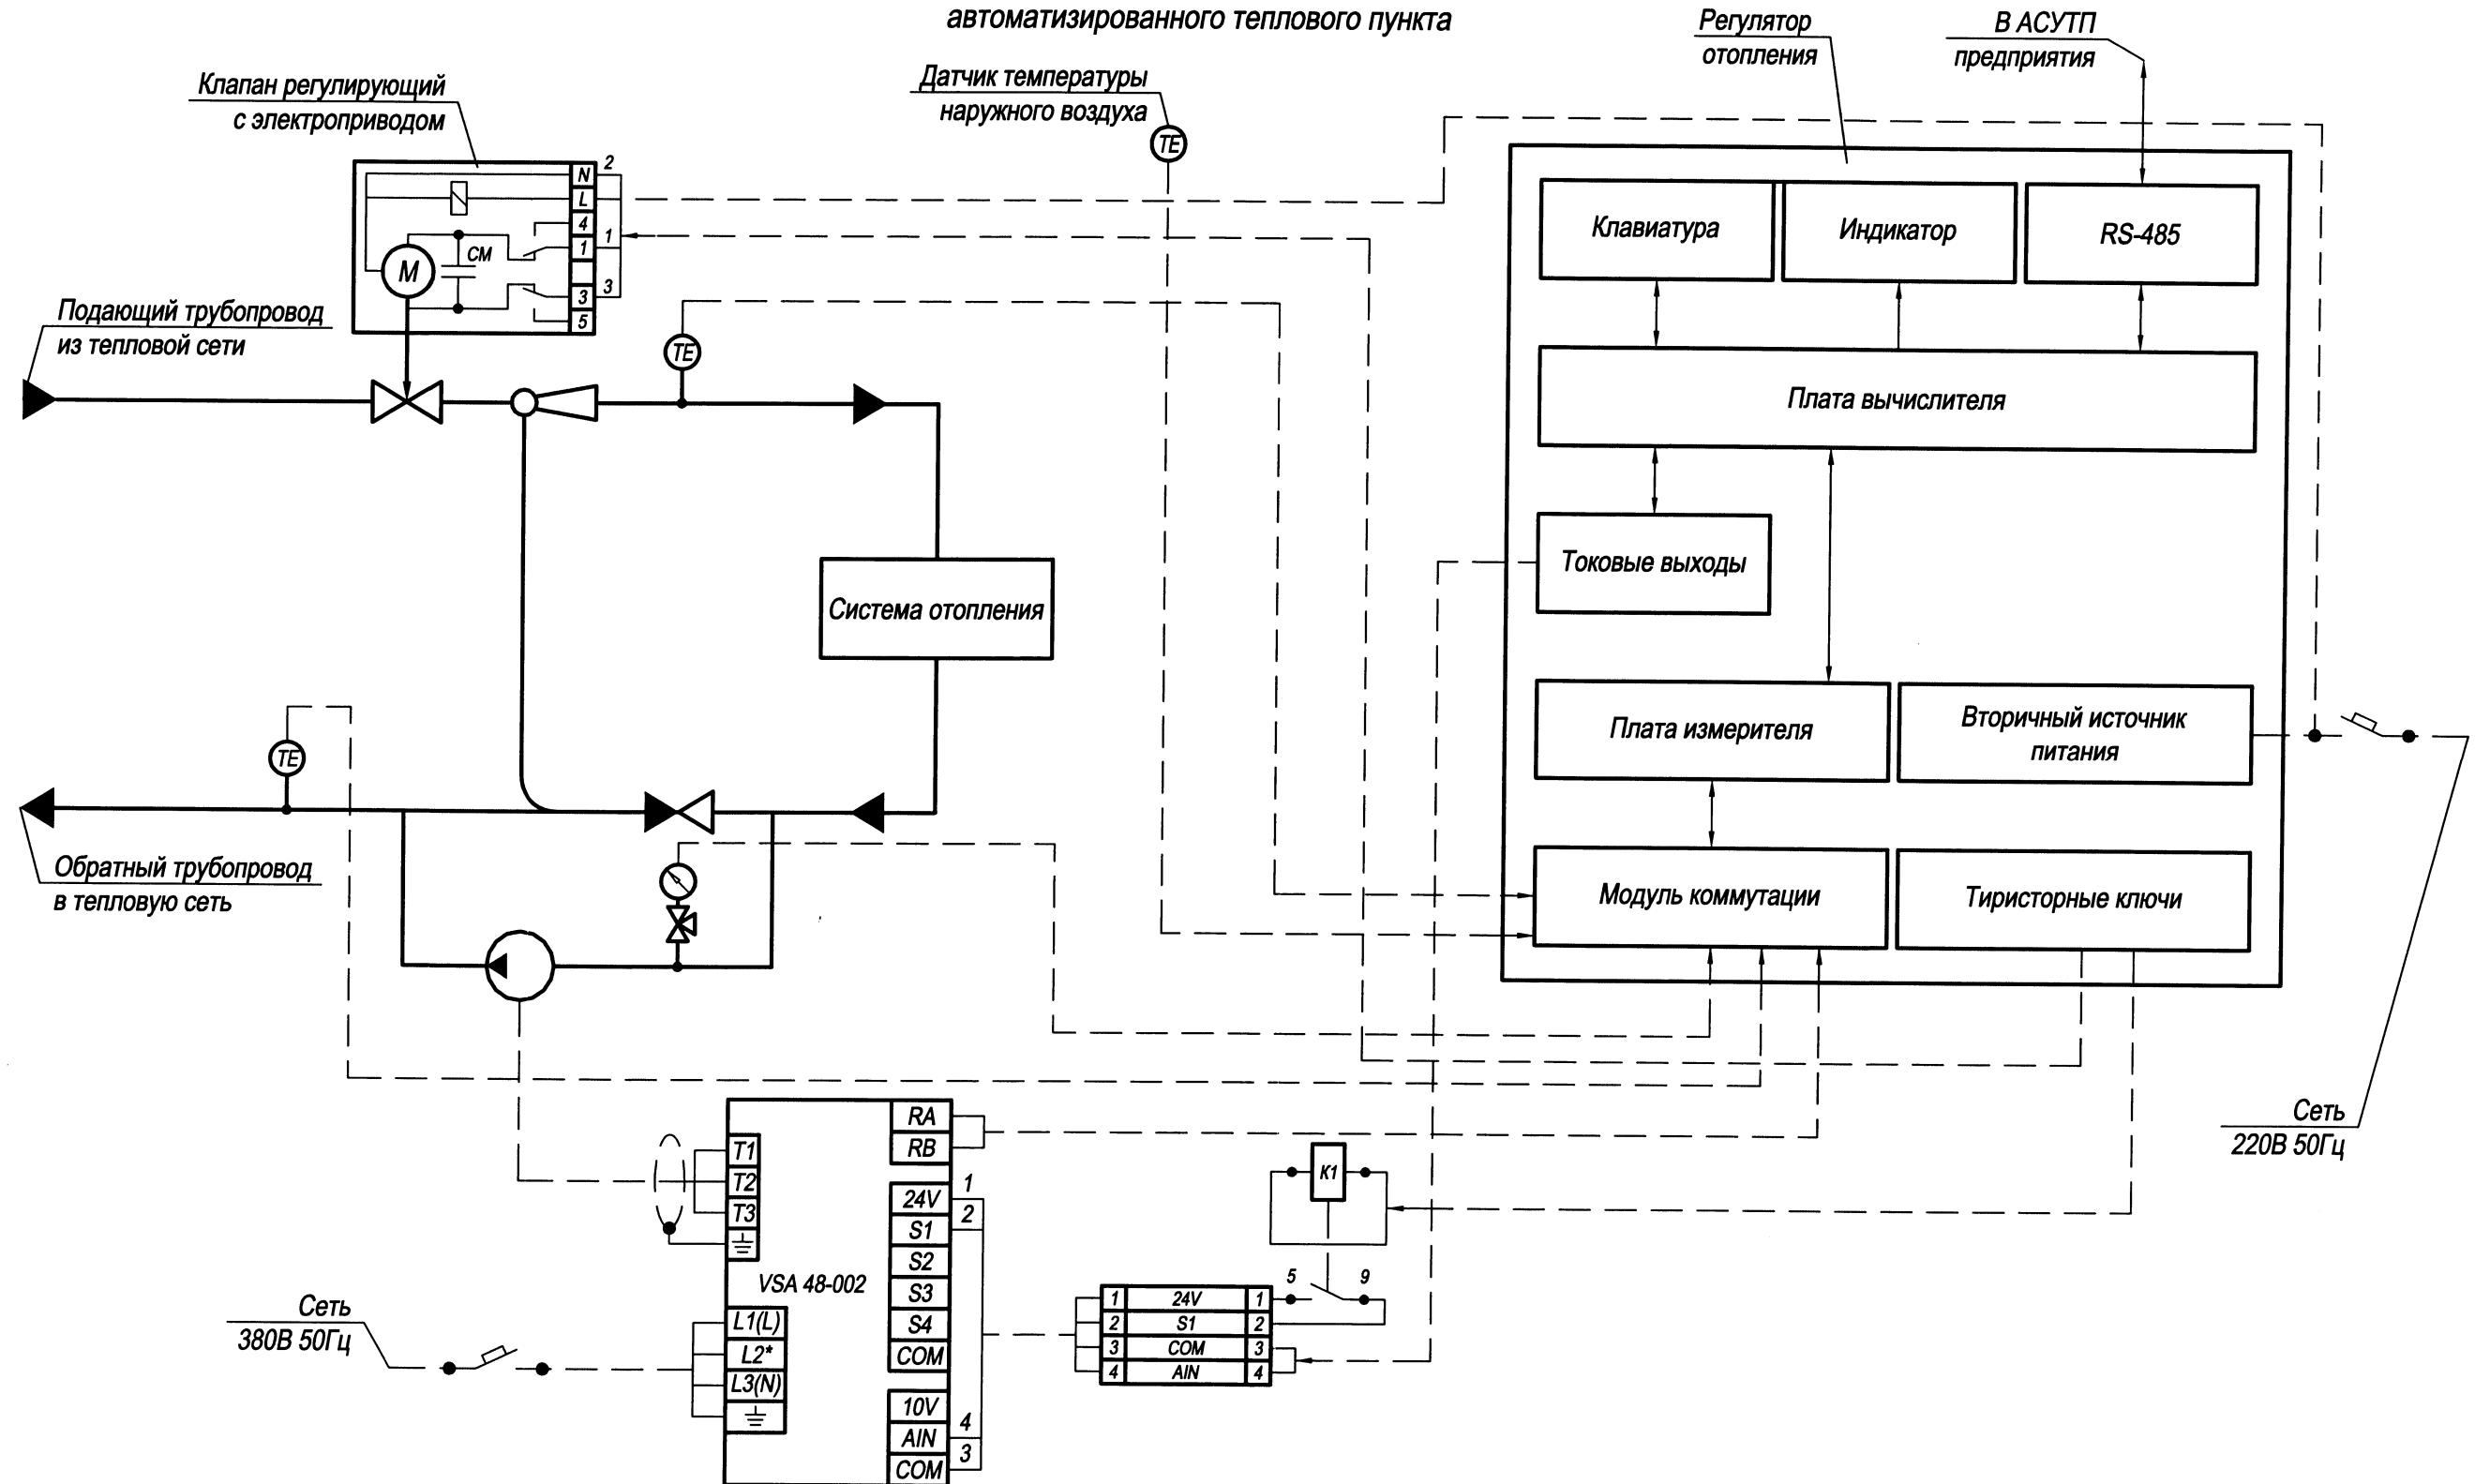 автоматизированного теплового пункта
Регулятор
отопления
В АСУТП
предприятия
Клапан регулирующий
с электроприводом
Датчик температуры
наружного воздуха
TE
N
L
4
1
3
5
2
1
3
M
СМ
Подающий трубопровод
из тепловой сети
TE
Клавиатура
Индикатор
RS-485
Плата вычислителя
Токовые выходы
Система отопления
Плата измерителя
Вторичный источник
питания
TE
Обратный трубопровод
в тепловую сеть
Модуль коммутации
Тиристорные ключи
Сеть
220В 50Гц
RA
RB
T1
T2
T3
24V
S1
S2
S3
S4
COM
10V
AIN
COM
1
2
4
3
VSA 48-002
L1(L)
L2*
L3(N)
Сеть
380В 50Гц
К1
5 9
1 24V 1
2 S1 2
3 COM 3
4 AIN 4